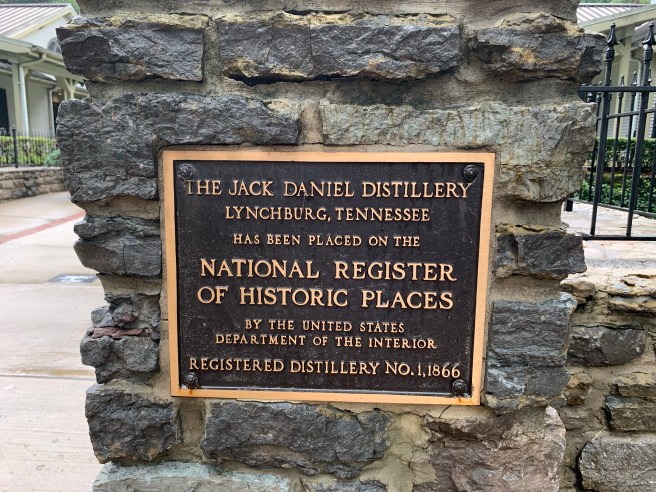 THE JACK DANIEL DISTILLERY
LYNCHBURG, TENNESSEE
HAS BEEN PLACED ON THE
NATIONAL REGISTER
OF HISTORIC PLACES
BY THE UNITED STATES
DEPARTMENT OF THE INTERIOR
REGISTERED DISTILLERY NO. 1, 1866